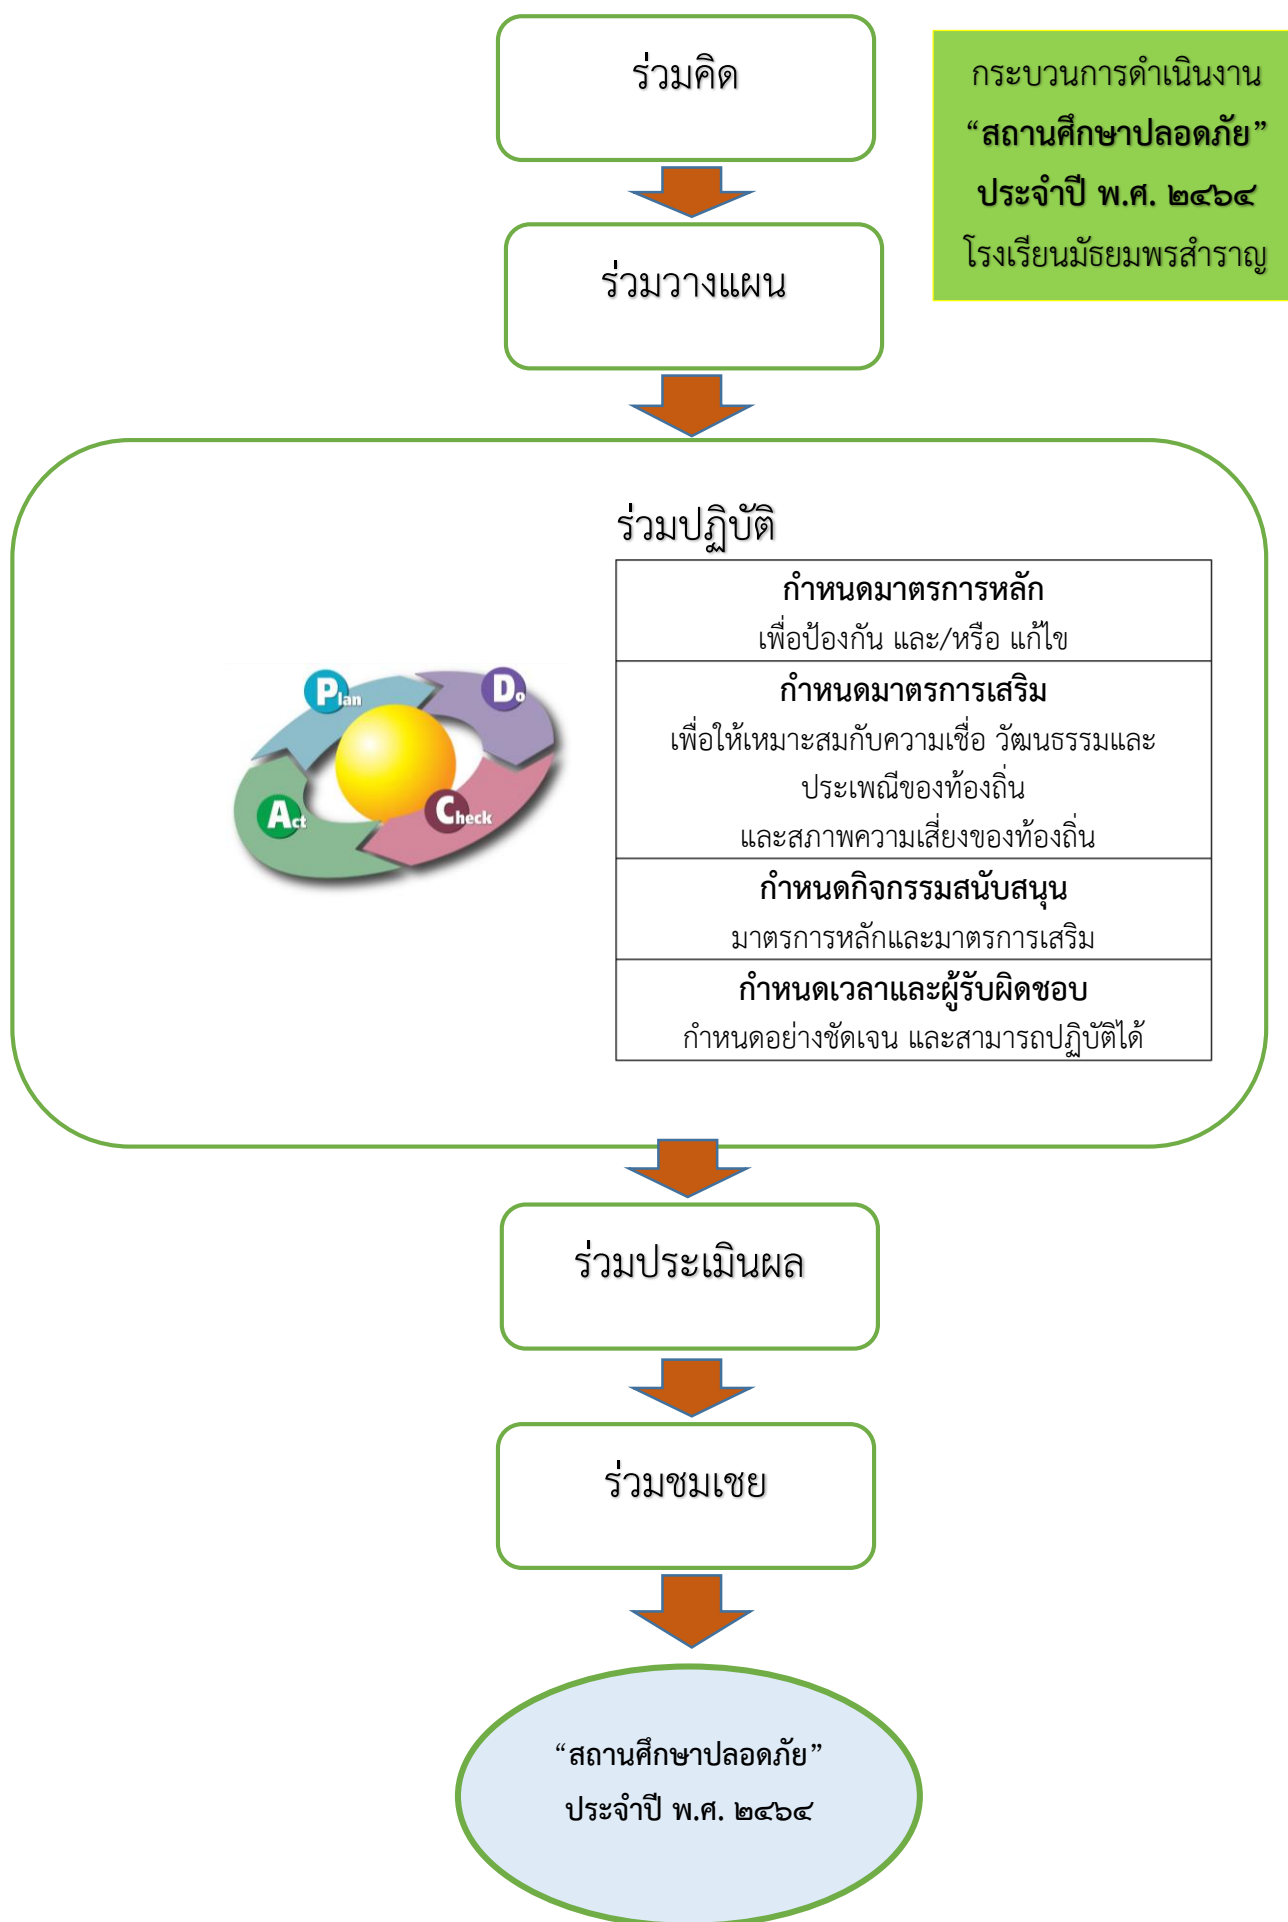 ร่วมคิด
กระบวนการดำเนินงาน
“สถานศึกษาปลอดภัย”
ประจำปี พ.ศ. ๒๔๖๔
โรงเรียนมัธยมพรสำราญ
ร่วมวางแผน
ร่วมปฏิบัติ
กำหนดมาตรการหลัก
เพื่อป้องกัน และ/หรือ แก้ไข
กำหนดมาตรการเสริม
เพื่อให้เหมาะสมกับความเชื่อ วัฒนธรรมและ
ประเพณีของท้องถิ่น
และสภาพความเสี่ยงของท้องถิ่น
กำหนดกิจกรรมสนับสนุน
มาตรการหลักและมาตรการเสริม
กำหนดเวลาและผู้รับผิดชอบ
กำหนดอย่างชัดเจน และสามารถปฏิบัติได้
Plan
Do
Check
Act
ร่วมประเมินผล
ร่วมชมเชย
“สถานศึกษาปลอดภัย”
ประจำปี พ.ศ. ๒๔๖๔